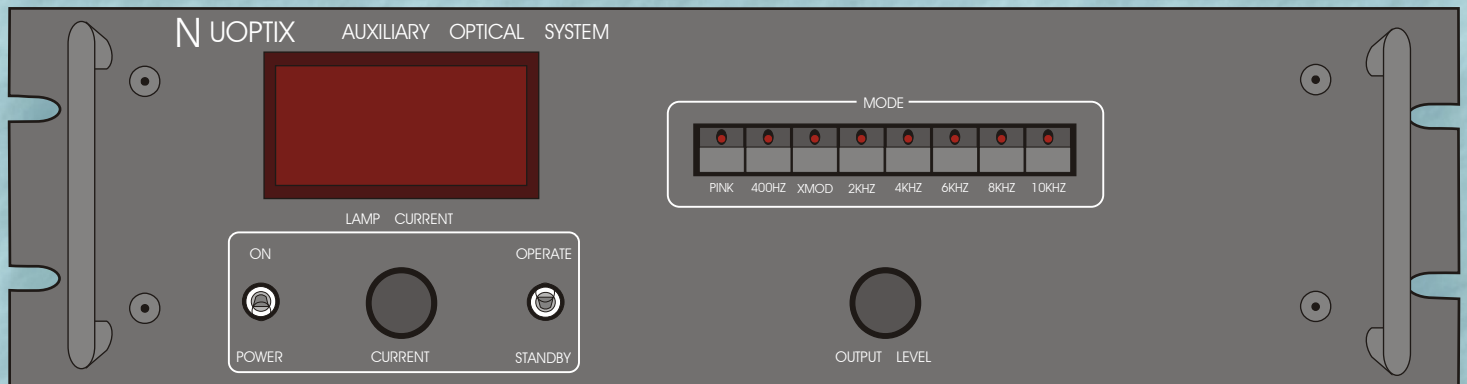 NUOPTIX AUXILIARY OPTICAL SYSTEM
MODE
PINK 400HZ XMOD 2KHZ 4KHZ 6KHZ 8KHZ 10KHZ
LAMP CURRENT
ON OPERATE
POWER CURRENT STANDBY
OUTPUT LEVEL